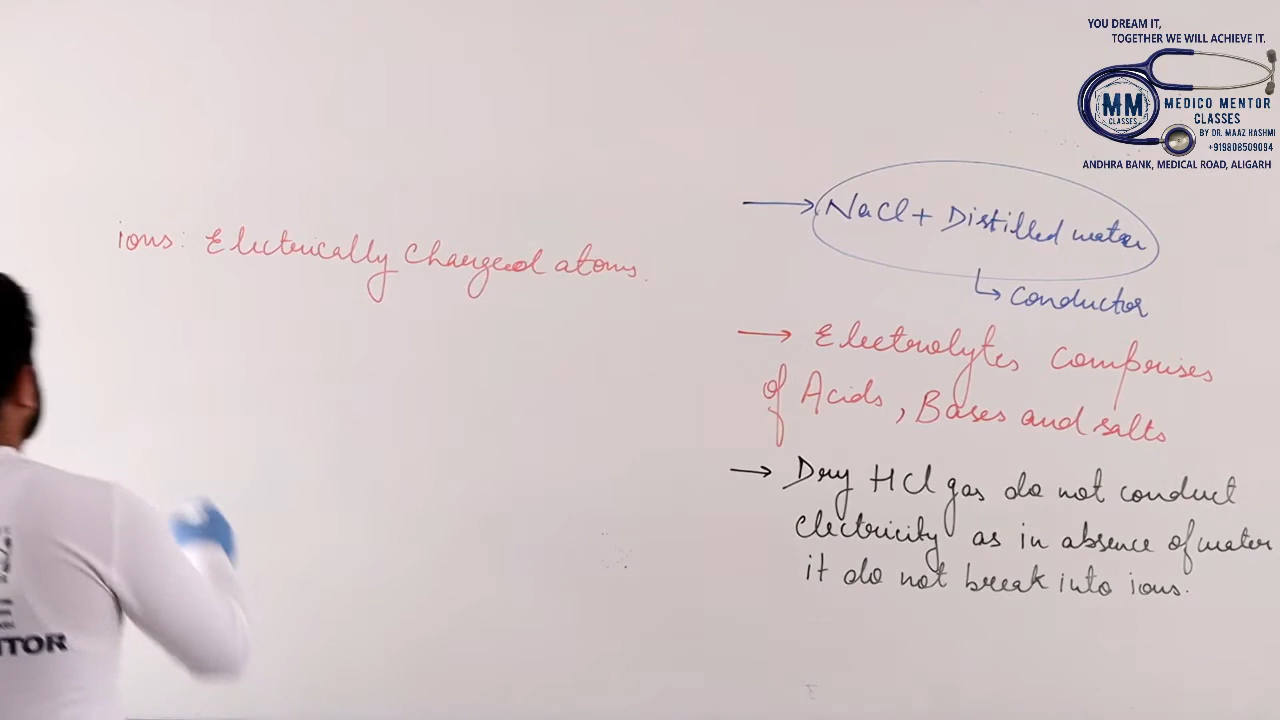 YOU DREAM IT,
TOGETHER WE WILL ACHIEVE IT.
MM
CLASSES
MEDICO MENTOR
CLASSES
BY DR. MAAZ HASHMI
+919808509094
ANDHRA BANK, MEDICAL ROAD, ALIGARH
ions: Electrically Charged atoms.
→ NaCl + Distilled water
↳ Conductor
→ Electrolytes comprises
of Acids, Bases and salts
→ Dry HCl gas do not conduct
electricity as in absence of water
it do not break into ions.
TOR